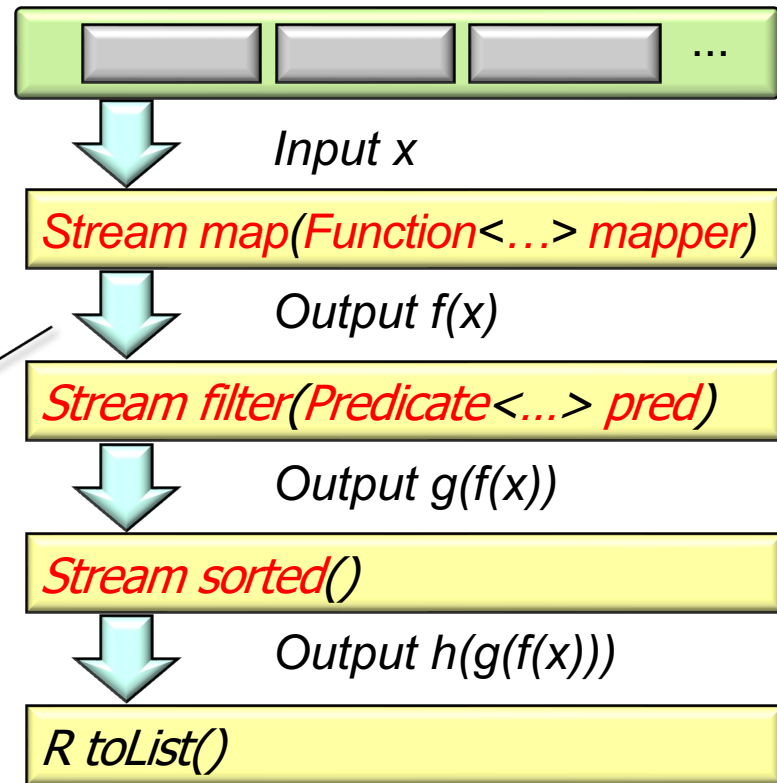 ...
Input x
Stream map(Function<…> mapper)
Output f(x)
Stream filter(Predicate<...> pred)
Output g(f(x))
Stream sorted()
Output h(g(f(x)))
R toList()